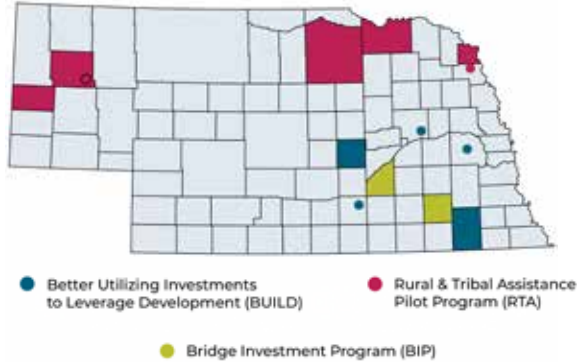 Better Utilizing Investments
to Leverage Development (BUILD)
Rural & Tribal Assistance
Pilot Program (RTA)
Bridge Investment Program (BIP)